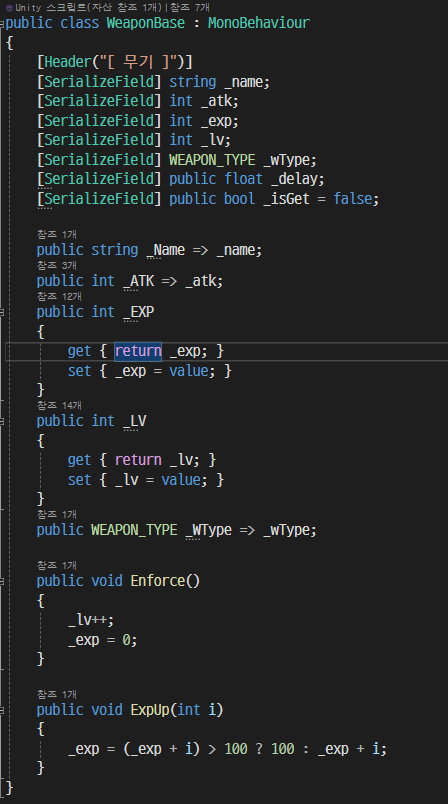 Unity 스크립트(자산 참조 1개)|참조 7개
public class WeaponBase : MonoBehaviour
{
[Header("[ 무기 ]")]
[SerializeField] string _name;
[SerializeField] int _atk;
[SerializeField] int _exp;
[SerializeField] int _lv;
[SerializeField] WEAPON_TYPE _wType;
[SerializeField] public float _delay;
[SerializeField] public bool _isGet = false;
참조 1개
public string _Name => _name;
참조 3개
public int _ATK => _atk;
참조 12개
public int _EXP
{
get { return _exp; }
set { _exp = value; }
}
참조 14개
public int _LV
{
get { return _lv; }
set { _lv = value; }
}
참조 1개
public WEAPON_TYPE _WType => _wType;
참조 1개
public void Enforce()
{
_lv++;
_exp = 0;
}
참조 1개
public void ExpUp(int i)
{
_exp = (_exp + i) > 100 ? 100 : _exp + i;
}
}